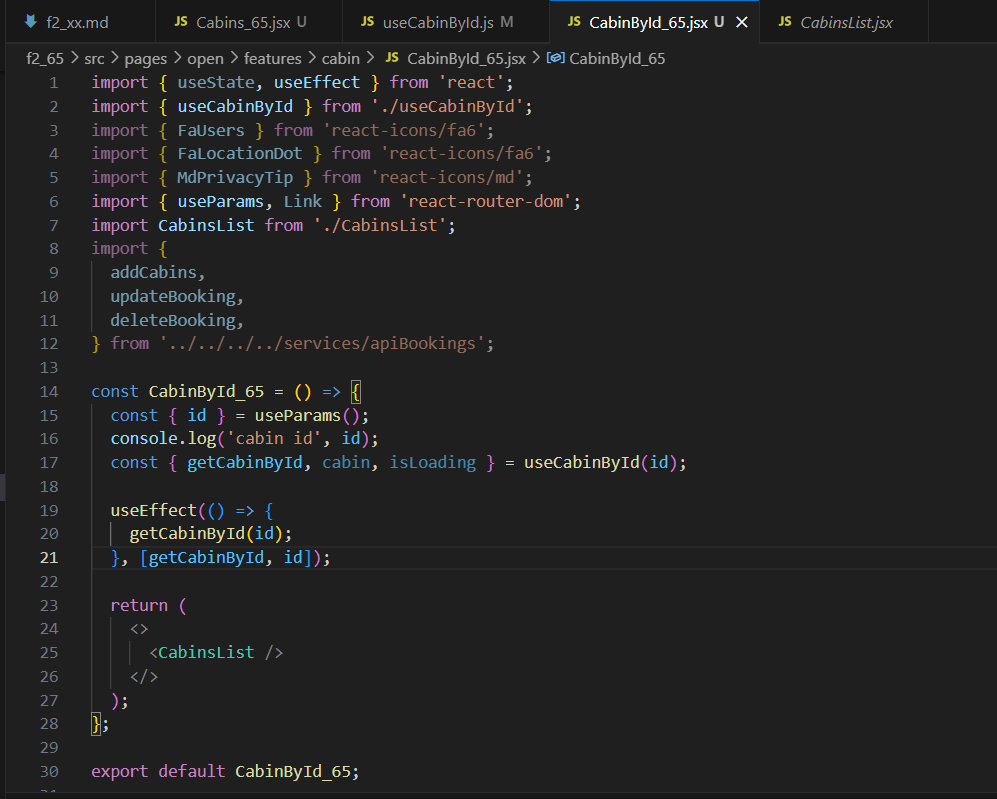 f2_xx.md JS Cabins_65.jsx U JS useCabinById.js M JS CabinById_65.jsx U JS CabinsList.jsx
f2_65 > src > pages > open > features > cabin > JS CabinById_65.jsx > CabinById_65
1 import { useState, useEffect } from 'react';
2 import { useCabinById } from './useCabinById';
3 import { FaUsers } from 'react-icons/fa6';
4 import { FaLocationDot } from 'react-icons/fa6';
5 import { MdPrivacyTip } from 'react-icons/md';
6 import { useParams, Link } from 'react-router-dom';
7 import CabinsList from './CabinsList';
8 import {
9 addCabins,
10 updateBooking,
11 deleteBooking,
12 } from '../../../../services/apiBookings';
13
14 const CabinById_65 = () => {
15 const { id } = useParams();
16 console.log('cabin id', id);
17 const { getCabinById, cabin, isLoading } = useCabinById(id);
18
19 useEffect(() => {
20 getCabinById(id);
21 }, [getCabinById, id]);
22
23 return (
24 <>
25 <CabinsList />
26 </>
27 );
28 };
29
30 export default CabinById_65;